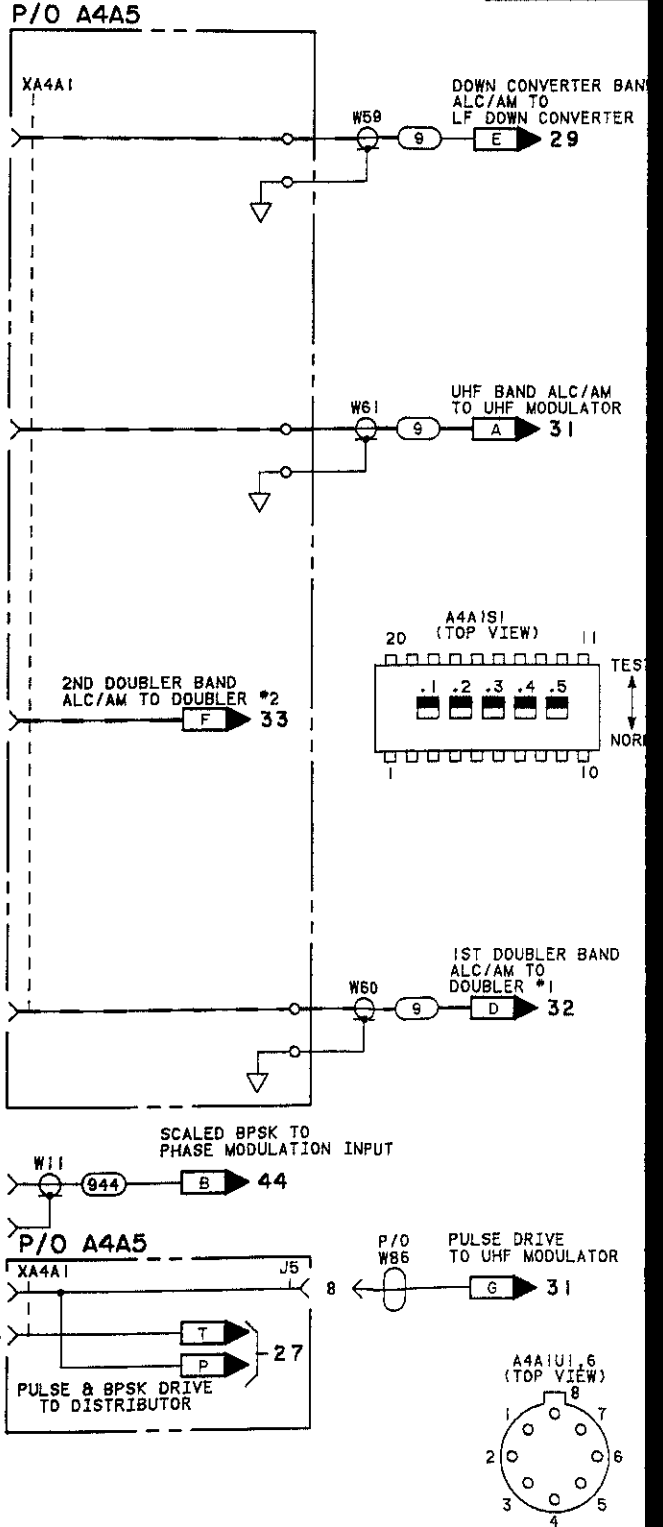 P/O A4A5
XA4A1
DOWN CONVERTER BAN
ALC/AM TO
LF DOWN CONVERTER
W59
9
E
29
UHF BAND ALC/AM
TO UHF MODULATOR
W61
9
A
31
A4A1S1
(TOP VIEW)
20
11
TES
.1 .2 .3 .4 .5
NOR
1
10
2ND DOUBLER BAND
ALC/AM TO DOUBLER #2
F
33
1ST DOUBLER BAND
ALC/AM TO
DOUBLER #1
W60
9
D
32
SCALED BPSK TO
PHASE MODULATION INPUT
W11
944
B
44
P/O A4A5
XA4A1
J5
8
P/O
W86
PULSE DRIVE
TO UHF MODULATOR
G
31
T
P
27
PULSE & BPSK DRIVE
TO DISTRIBUTOR
A4A1U1,6
(TOP VIEW)
8
1
7
2
6
3
5
4